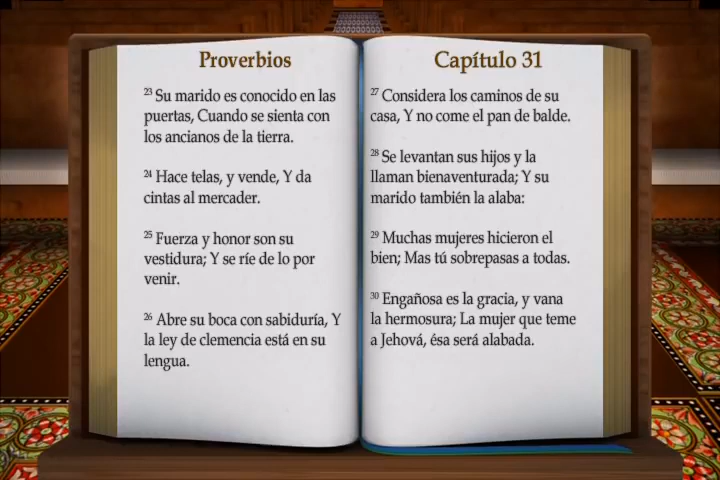 Proverbios
23 Su marido es conocido en las
puertas, Cuando se sienta con
los ancianos de la tierra.
24 Hace telas, y vende, Y da
cintas al mercader.
25 Fuerza y honor son su
vestidura; Y se ríe de lo por
venir.
26 Abre su boca con sabiduría, Y
la ley de clemencia está en su
lengua.
Capítulo 31
27 Considera los caminos de su
casa, Y no come el pan de balde.
28 Se levantan sus hijos y la
llaman bienaventurada; Y su
marido también la alaba:
29 Muchas mujeres hicieron el
bien; Mas tú sobrepasas a todas.
30 Engañosa es la gracia, y vana
la hermosura; La mujer que teme
a Jehová, ésa será alabada.